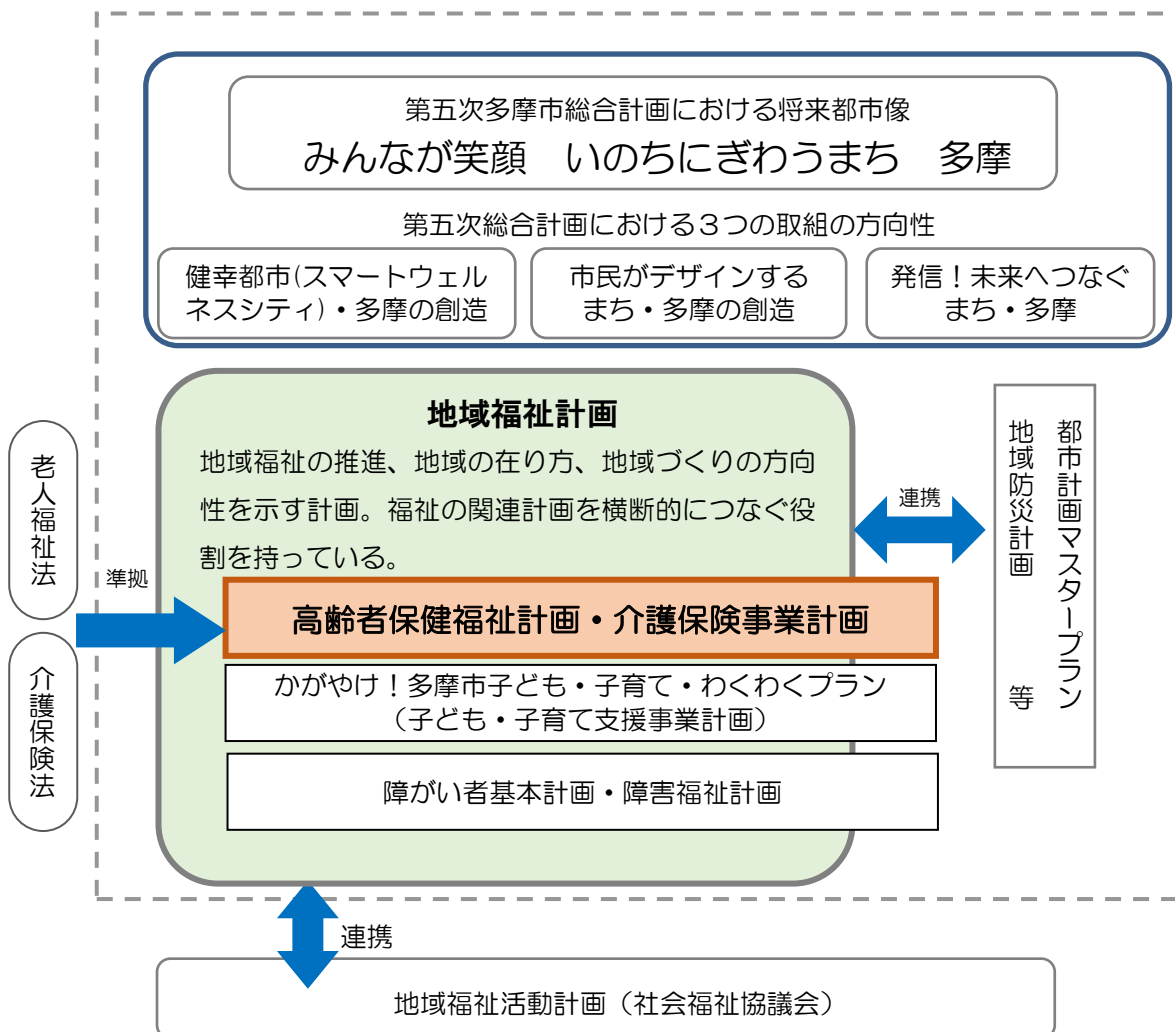 第五次多摩市総合計画における将来都市像
みんなが笑顔　いのちにぎわうまち　多摩
第五次総合計画における３つの取組の方向性
健幸都市(スマートウェル
ネスシティ)・多摩の創造
市民がデザインする
まち・多摩の創造
発信！未来へつなぐ
まち・多摩
地域福祉計画
地域福祉の推進、地域の在り方、地域づくりの方向
性を示す計画。福祉の関連計画を横断的につなぐ役
割を持っている。
老人福祉法
介護保険法
準拠
高齢者保健福祉計画・介護保険事業計画
かがやけ！多摩市子ども・子育て・わくわくプラン
（子ども・子育て支援事業計画）
障がい者基本計画・障害福祉計画
連携
都市計画マスタープラン
地域防災計画　　　等
連携
地域福祉活動計画（社会福祉協議会）